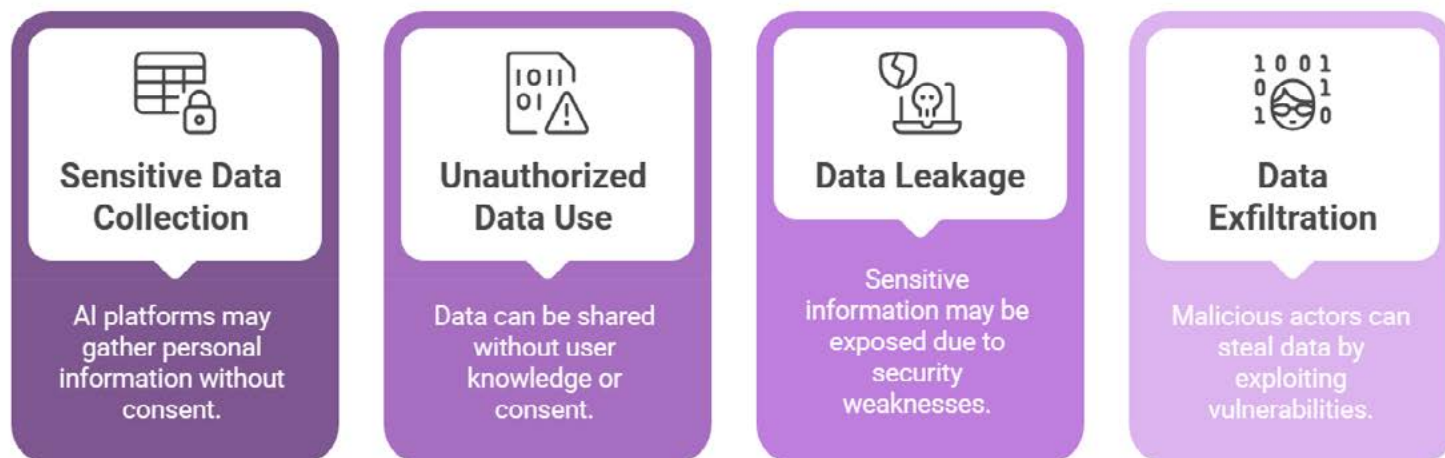 Sensitive Data
Collection
AI platforms may
gather personal
information without
consent.
1011
01
Unauthorized
Data Use
Data can be shared
without user
knowledge or
consent.
Data Leakage
Sensitive
information may be
exposed due to
security
weaknesses.
1 0 0 1
0 1
1 0
Data
Exfiltration
Malicious actors can
steal data by
exploiting
vulnerabilities.